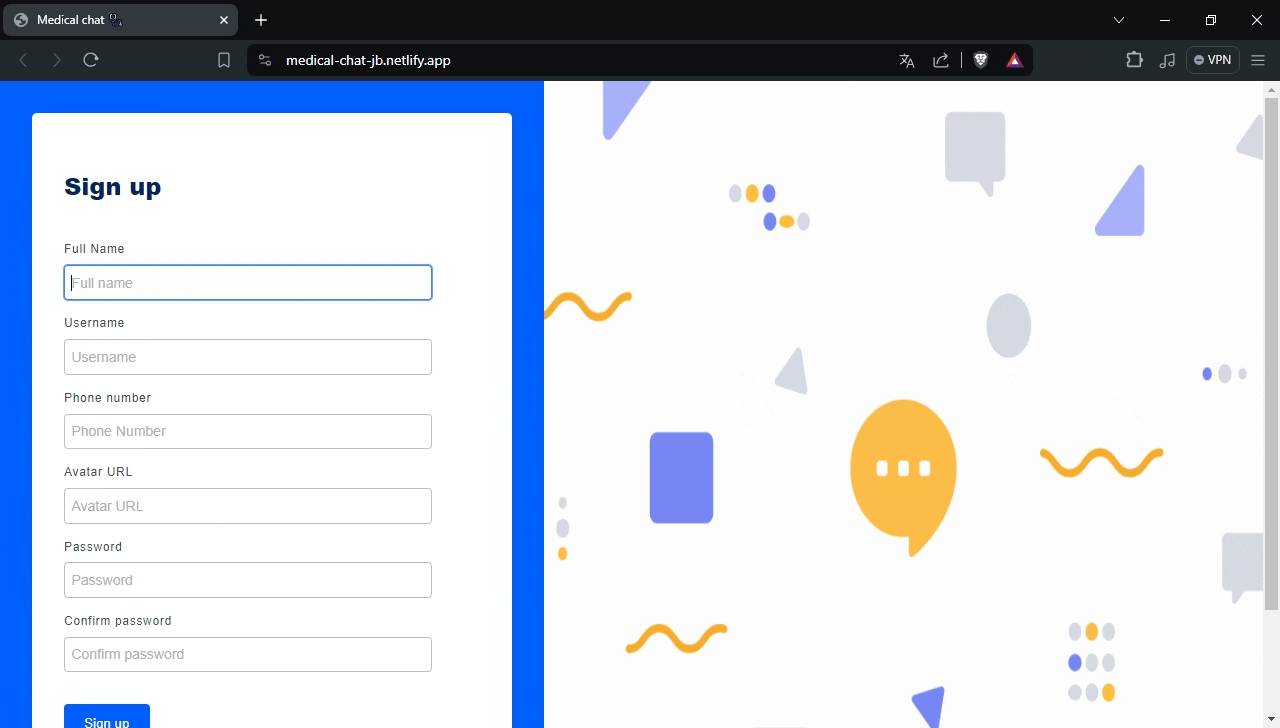 Medical chat
medical-chat-jb.netlify.app
VPN
Sign up
Full Name
Full name
Username
Username
Phone number
Phone Number
Avatar URL
Avatar URL
Password
Password
Confirm password
Confirm password
Sign up